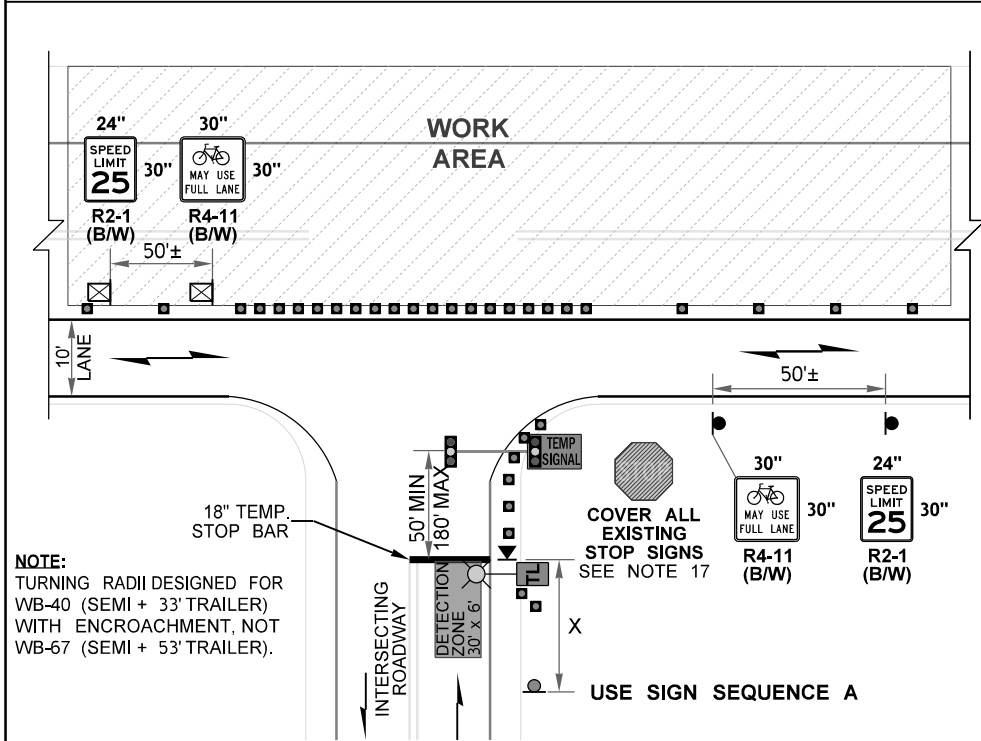 WORK
AREA
24"
30"
SPEED
LIMIT
25
30"
MAY USE
FULL LANE
30"
R2-1
(B/W)
R4-11
(B/W)
50'±
10'
LANE
50'±
TEMP
SIGNAL
STOP
50' MIN
180' MAX
18" TEMP.
STOP BAR
COVER ALL
EXISTING
STOP SIGNS
SEE NOTE 17
30"
24"
MAY USE
FULL LANE
30"
SPEED
LIMIT
25
30"
R4-11
(B/W)
R2-1
(B/W)
NOTE:
TURNING RADII DESIGNED FOR
WB-40 (SEMI + 33' TRAILER)
WITH ENCROACHMENT, NOT
WB-67 (SEMI + 53' TRAILER).
TL
DETECTION
ZONE
30' x 6'
INTERSECTING
ROADWAY
X
USE SIGN SEQUENCE A